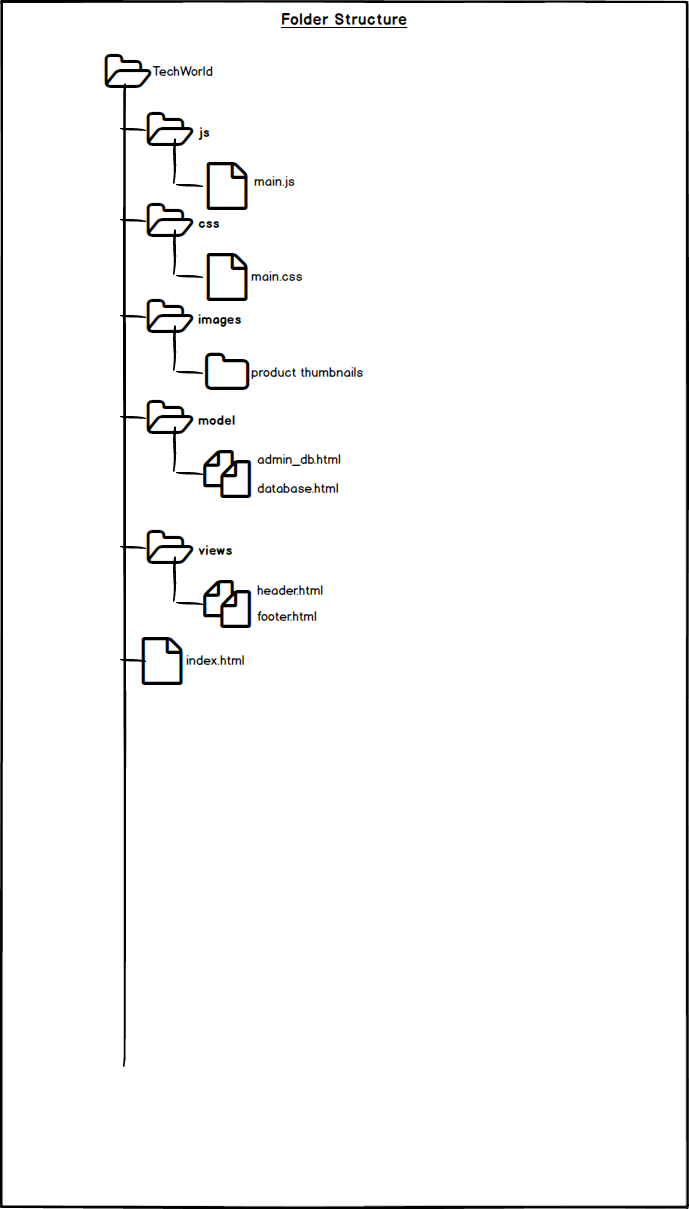 Folder Structure
TechWorld
js
main.js
css
main.css
images
product thumbnails
model
admin_db.html
database.html
views
header.html
footer.html
index.html